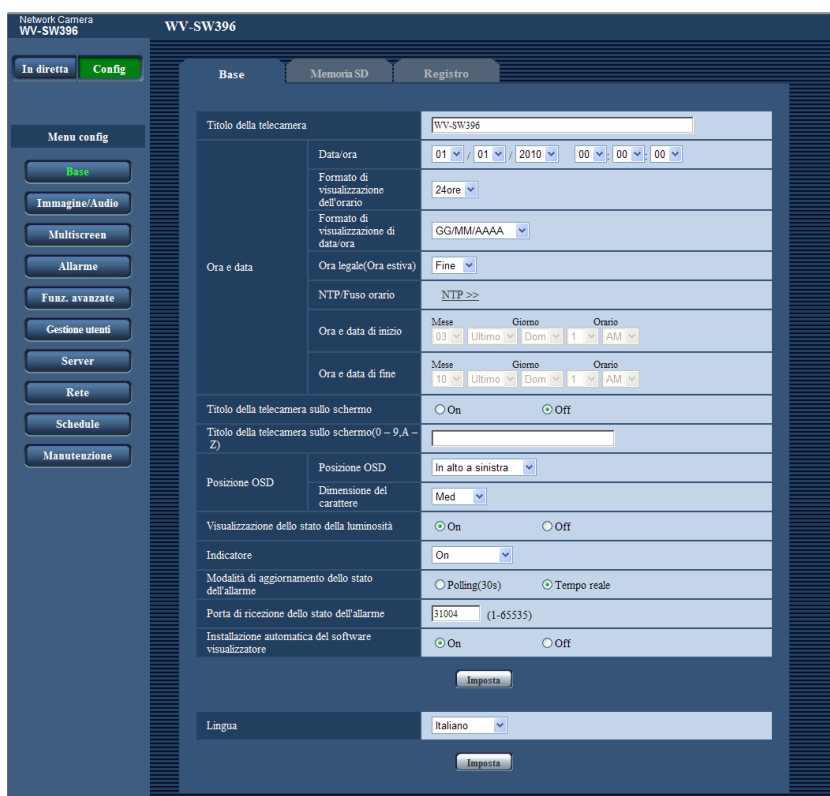 Network Camera
WV-SW396
WV-SW396
In diretta
Config
Base
Memoria SD
Registro
Menu config
Base
Immagine/Audio
Multiscreen
Allarme
Funz. avanzate
Gestione utenti
Server
Rete
Schedule
Manutenzione
Titolo della telecamera
WV-SW396
Ora e data
Data/ora
01 / 01 / 2010 00 : 00 : 00
Formato di
visualizzazione
dell'orario
24ore
Formato di
visualizzazione di
data/ora
GG/MM/AAAA
Ora legale(Ora estiva)
Fine
NTP/Fuso orario
NTP >>
Ora e data di inizio
Mese Giorno Orario
03 Ultimo Dom 1 AM
Ora e data di fine
Mese Giorno Orario
10 Ultimo Dom 1 AM
Titolo della telecamera sullo schermo
On Off
Titolo della telecamera sullo schermo(0 – 9,A –
Z)
Posizione OSD
Posizione OSD
In alto a sinistra
Dimensione del
carattere
Med
Visualizzazione dello stato della luminosità
On Off
Indicatore
On
Modalità di aggiornamento dello stato
dell'allarme
Polling(30s) Tempo reale
Porta di ricezione dello stato dell'allarme
31004 (1-65535)
Installazione automatica del software
visualizzatore
On Off
Imposta
Lingua
Italiano
Imposta